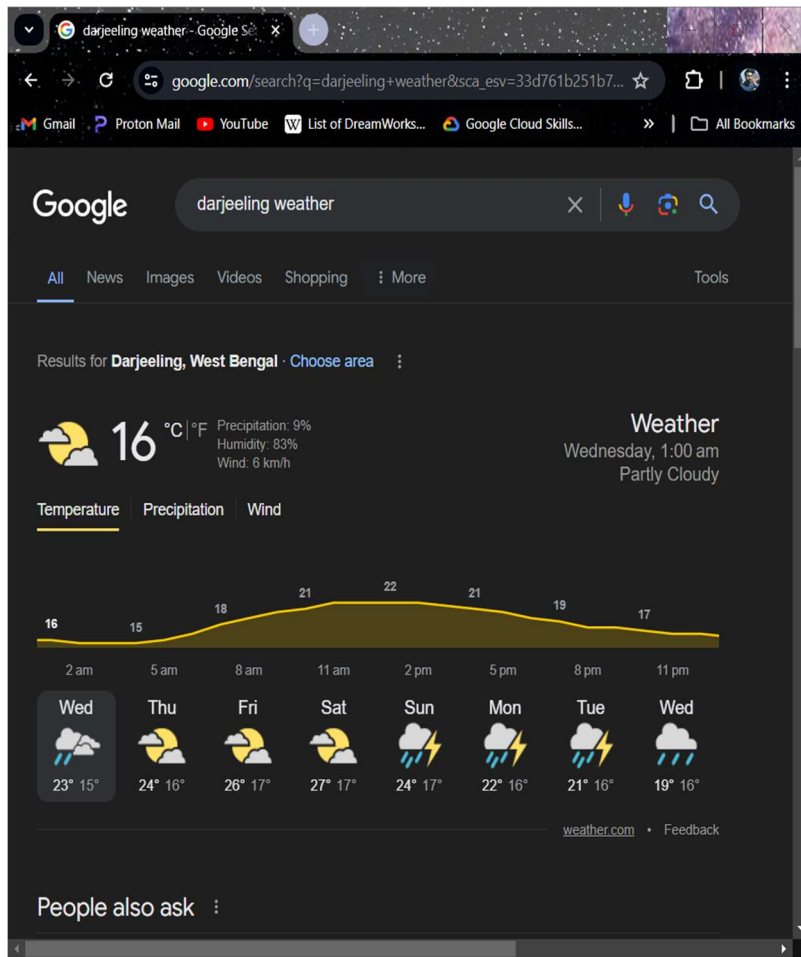 darjeeling weather - Google Se
google.com/search?q=darjeeling+weather&sca_esv=33d761b251b7...
Gmail Proton Mail YouTube W List of DreamWorks... Google Cloud Skills... » All Bookmarks
Google darjeeling weather
All News Images Videos Shopping More Tools
Results for Darjeeling, West Bengal · Choose area
16 °C|°F
Precipitation: 9%
Humidity: 83%
Wind: 6 km/h
Weather
Wednesday, 1:00 am
Partly Cloudy
Temperature Precipitation Wind
16 15 18 21 22 21 19 17
2 am 5 am 8 am 11 am 2 pm 5 pm 8 pm 11 pm
Wed Thu Fri Sat Sun Mon Tue Wed
23° 15° 24° 16° 26° 17° 27° 17° 24° 17° 22° 16° 21° 16° 19° 16°
weather.com • Feedback
People also ask